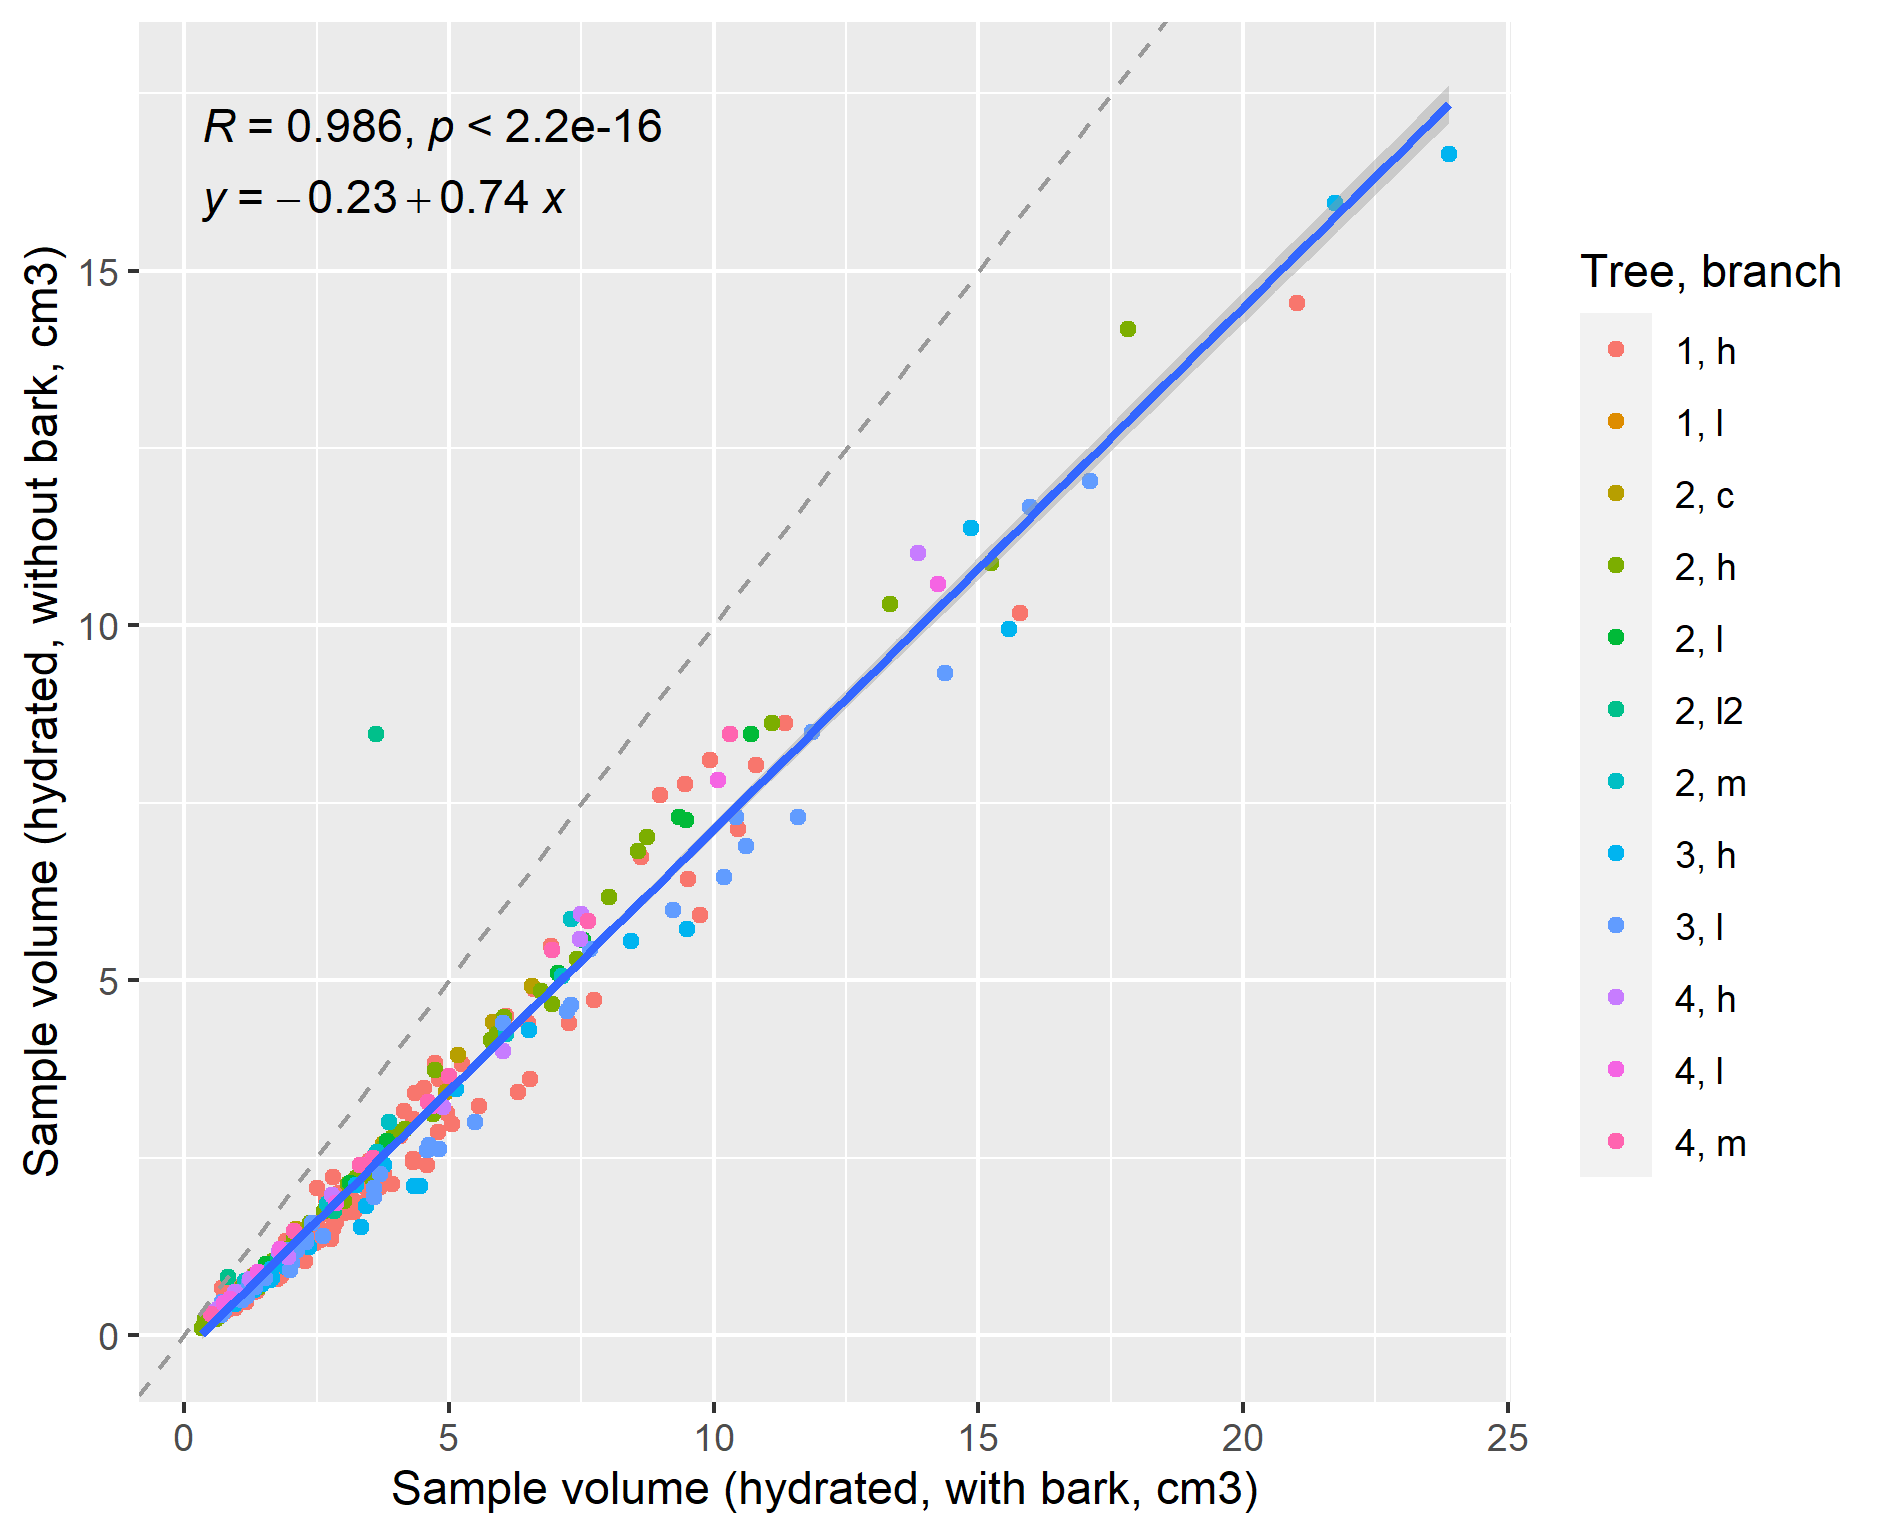 R = 0.986, p < 2.2e-16
y = −0.23 + 0.74 x
Sample volume (hydrated, without bark, cm3)
15
10
5
0
0 5 10 15 20 25
Sample volume (hydrated, with bark, cm3)
Tree, branch
1, h
1, l
2, c
2, h
2, l
2, l2
2, m
3, h
3, l
4, h
4, l
4, m